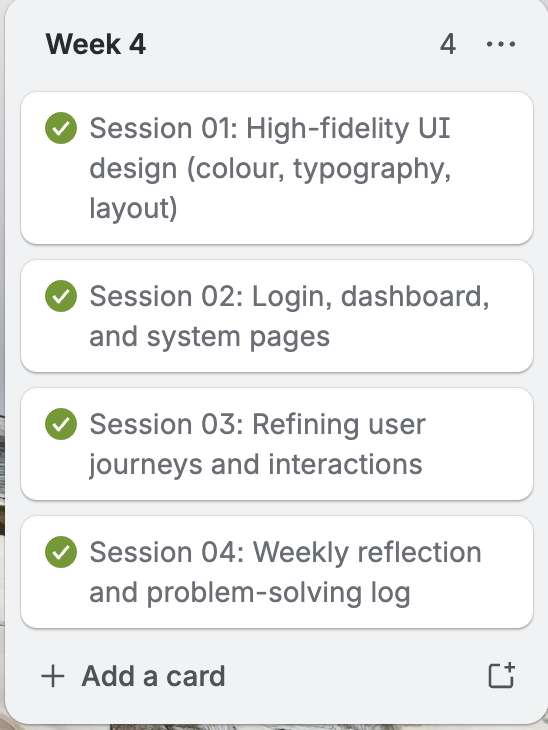 Week 4
4
Session 01: High-fidelity UI
design (colour, typography,
layout)
Session 02: Login, dashboard,
and system pages
Session 03: Refining user
journeys and interactions
Session 04: Weekly reflection
and problem-solving log
Add a card